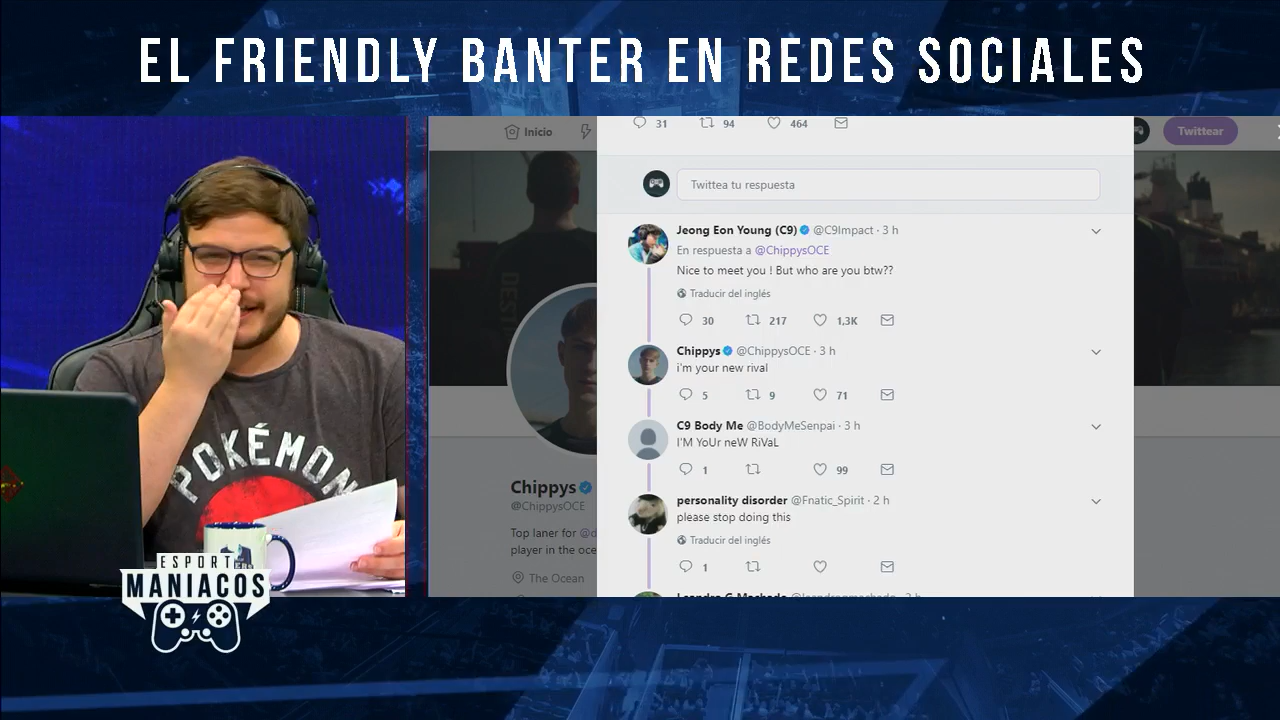 EL FRIENDLY BANTER EN REDES SOCIALES
31 94 464
Inicio
Twittear
Twittea tu respuesta
Jeong Eon Young (C9) @C9Impact · 3 h
En respuesta a @ChippysOCE
Nice to meet you ! But who are you btw??
Traducir del inglés
30 217 1,3K
Chippys @ChippysOCE · 3 h
i'm your new rival
5 9 71
C9 Body Me @BodyMeSenpai · 3 h
I'M YoUr neW RiVaL
1 99
personality disorder @Fnatic_Spirit · 2 h
please stop doing this
Traducir del inglés
1
Chippys
@ChippysOCE
Top laner for @d
player in the oce
The Ocean
POKÉMON
ESPORT
MANIACOS